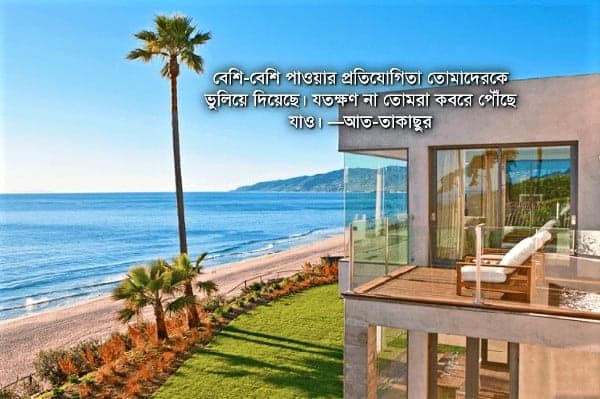 বেশি-বেশি পাওয়ার প্রতিযোগিতা তোমাদেরকে
ভুলিয়ে দিয়েছে। যতক্ষণ না তোমরা কবরে পৌঁছে
যাও। —আত-তাকাছুর